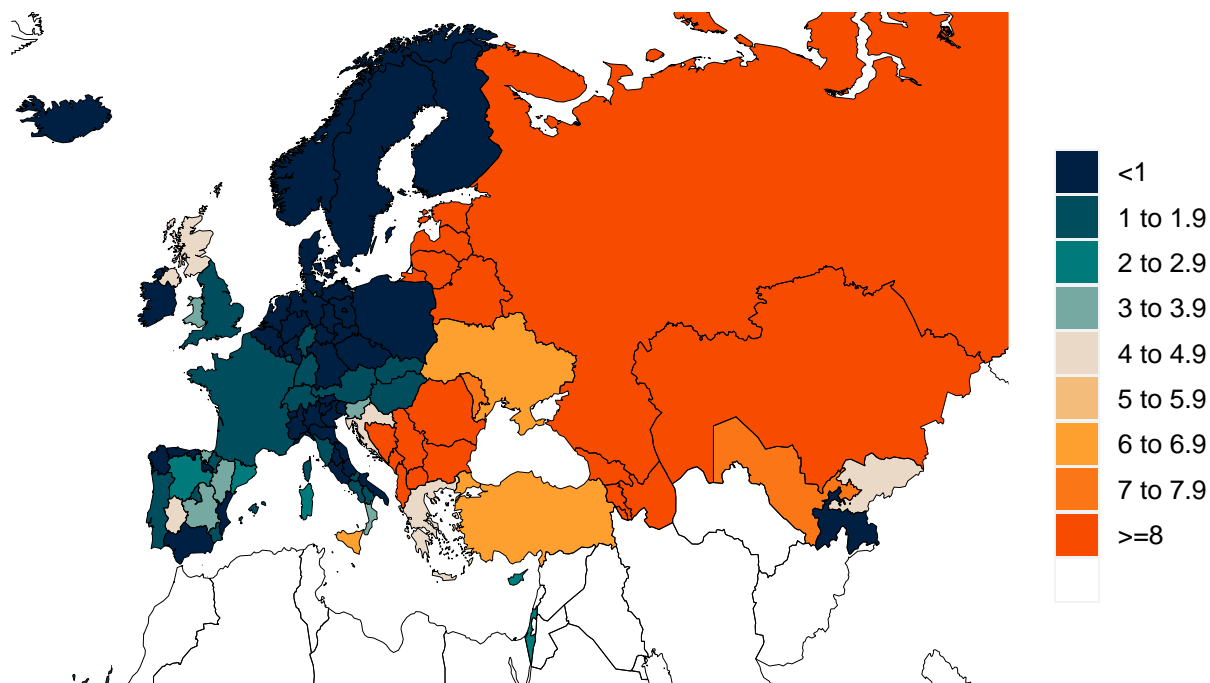 <1
1 to 1.9
2 to 2.9
3 to 3.9
4 to 4.9
5 to 5.9
6 to 6.9
7 to 7.9
>=8